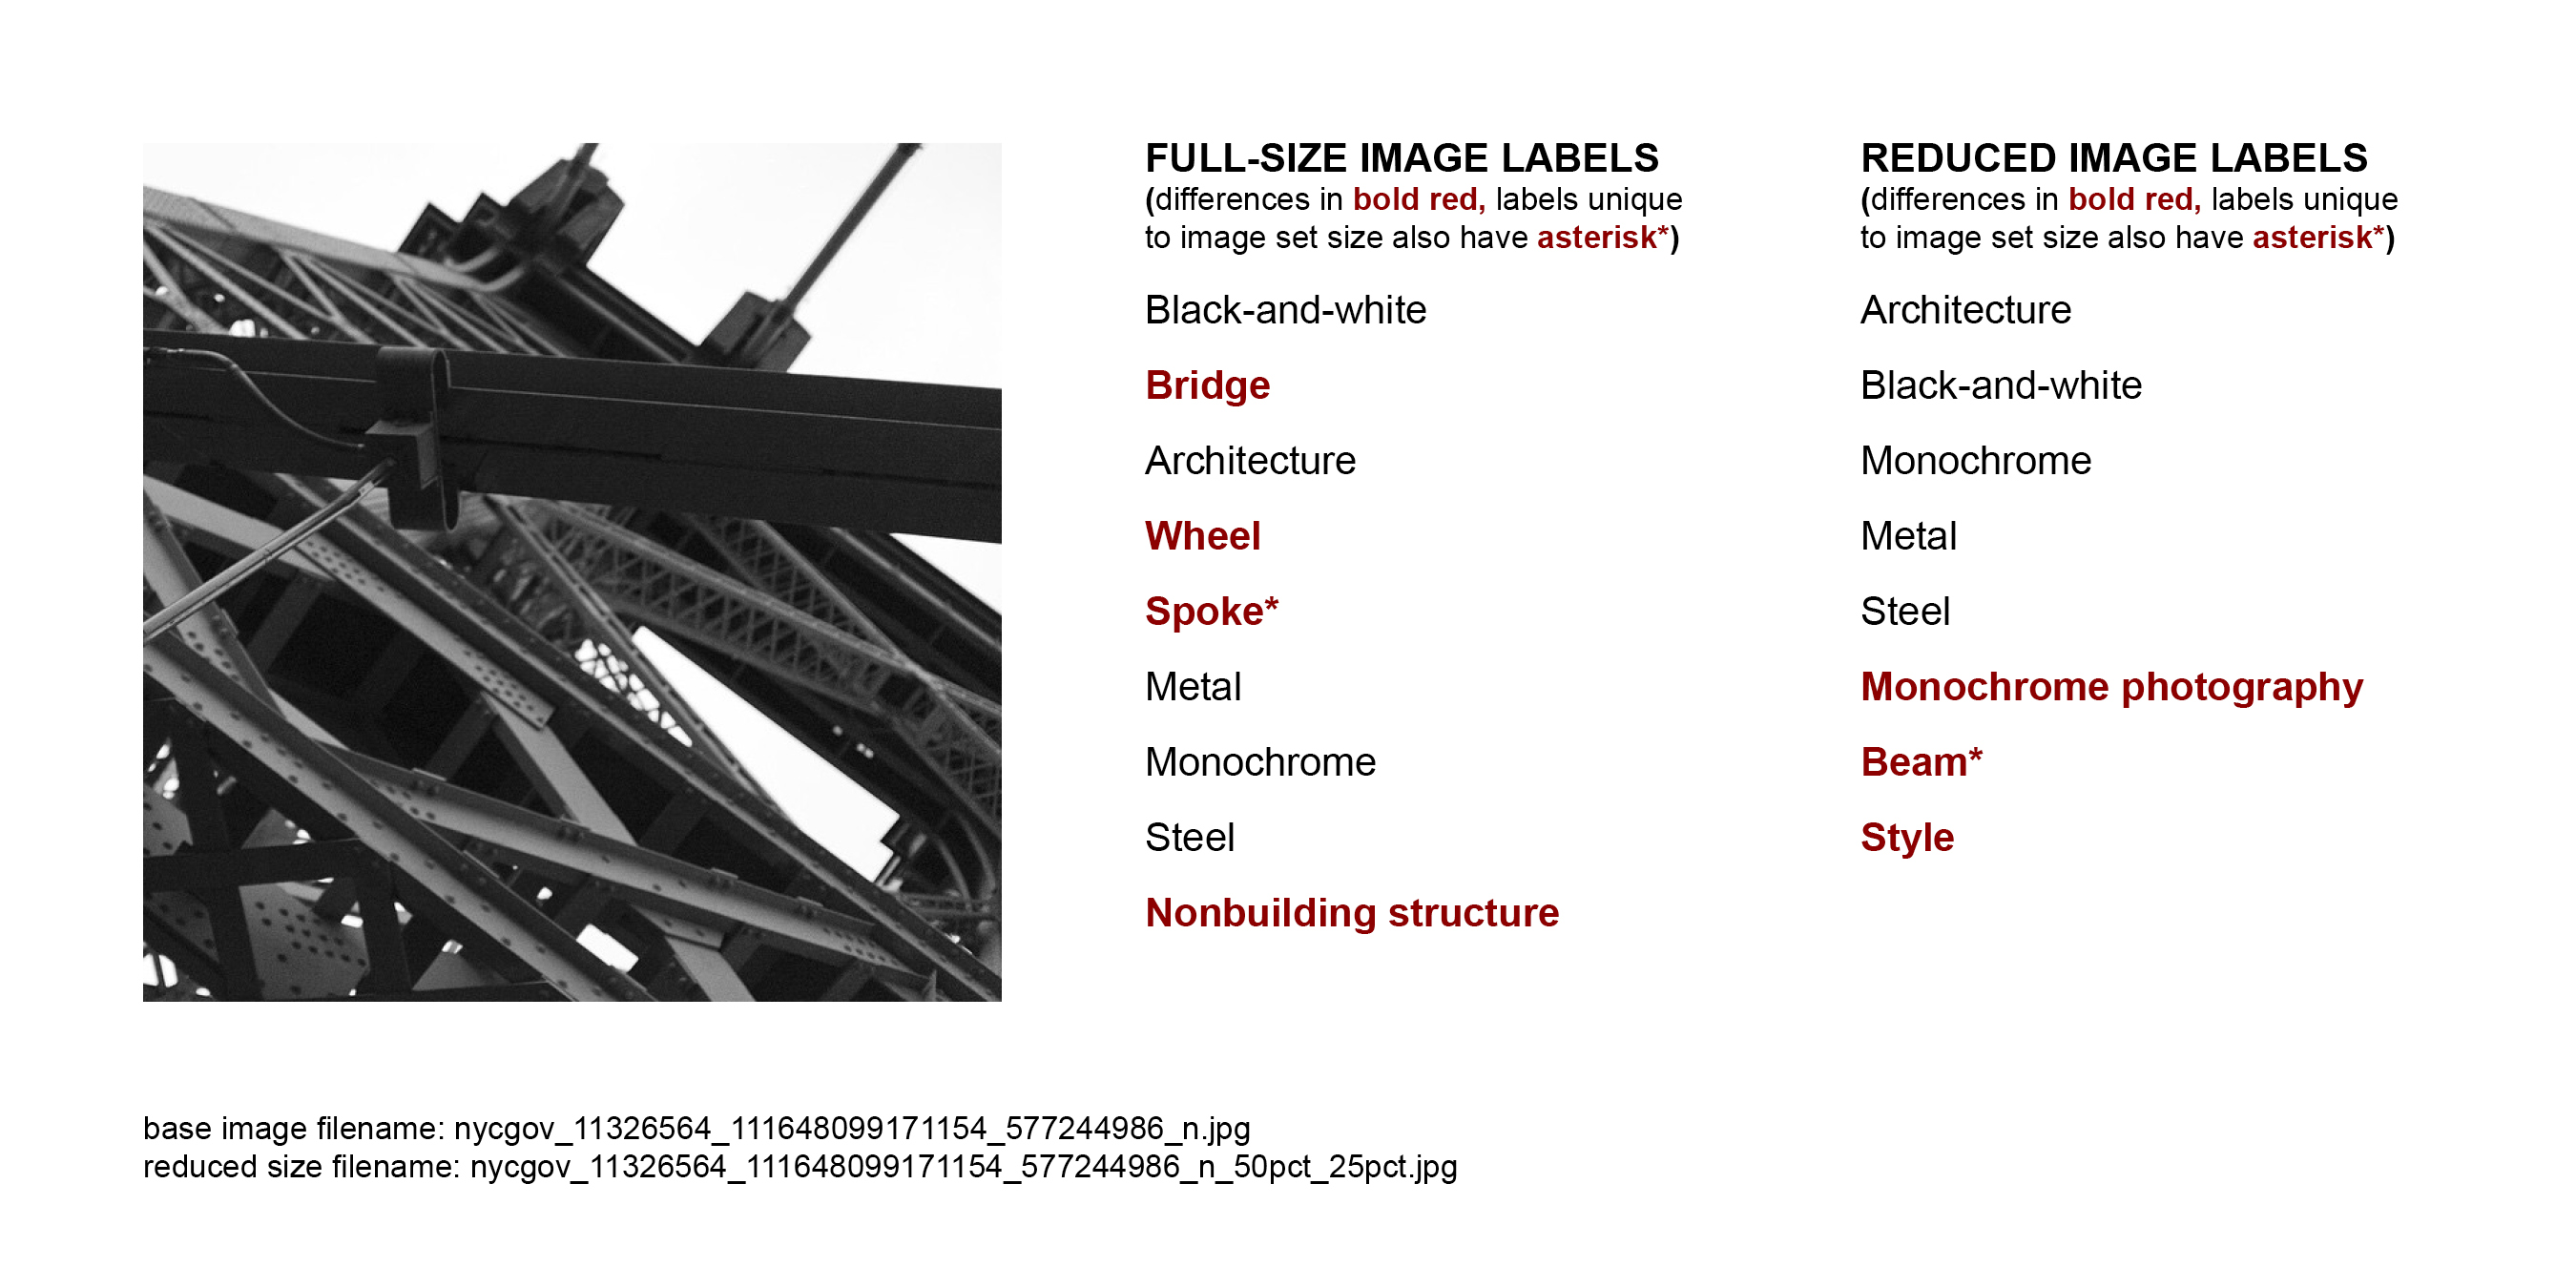 FULL-SIZE IMAGE LABELS
(differences in bold red, labels unique
to image set size also have asterisk*)
Black-and-white
Bridge
Architecture
Wheel
Spoke*
Metal
Monochrome
Steel
Nonbuilding structure
REDUCED IMAGE LABELS
(differences in bold red, labels unique
to image set size also have asterisk*)
Architecture
Black-and-white
Monochrome
Metal
Steel
Monochrome photography
Beam*
Style
base image filename: nycgov_11326564_111648099171154_577244986_n.jpg
reduced size filename: nycgov_11326564_111648099171154_577244986_n_50pct_25pct.jpg